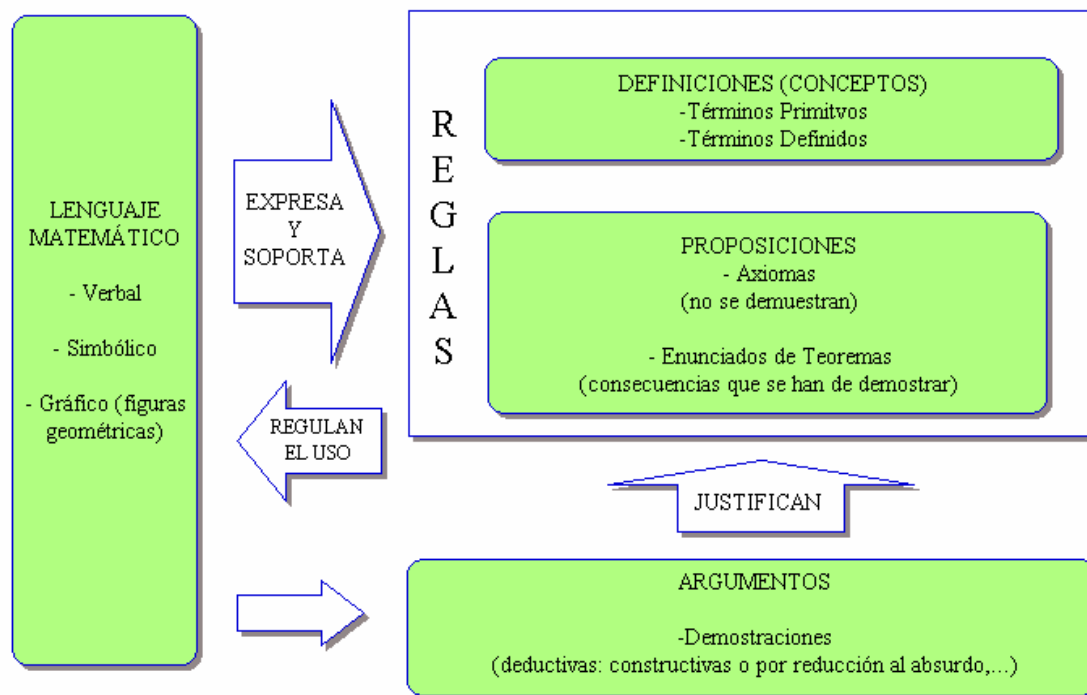 LENGUAJE
MATEMÁTICO
- Verbal
- Simbólico
- Gráfico (figuras
geométricas)
EXPRESA
Y
SOPORTA
REGULAN
EL USO
REGLAS
DEFINICIONES (CONCEPTOS)
-Términos Primitvos
-Términos Definidos
PROPOSICIONES
- Axiomas
(no se demuestran)
- Enunciados de Teoremas
(consecuencias que se han de demostrar)
JUSTIFICAN
ARGUMENTOS
-Demostraciones
(deductivas: constructivas o por reducción al absurdo,...)